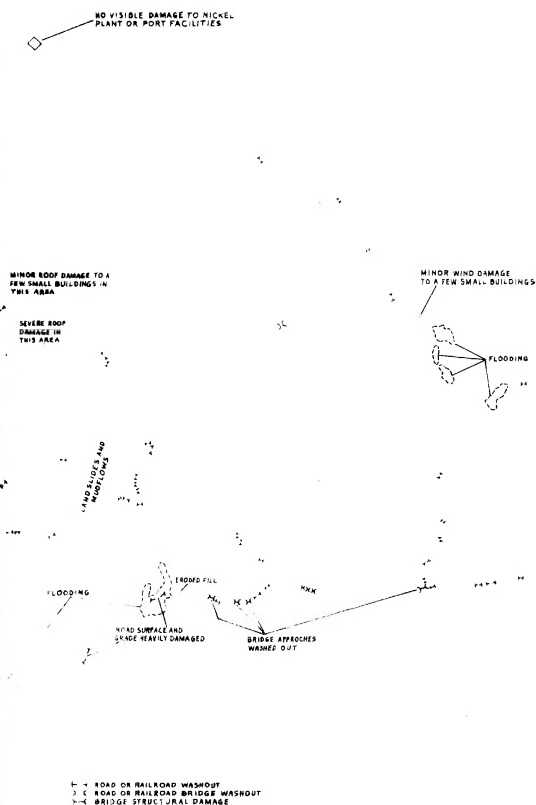 NO VISIBLE DAMAGE TO NICKEL
PLANT OR PORT FACILITIES
MINOR ROOF DAMAGE TO A
FEW SMALL BUILDINGS IN
THIS AREA
MINOR WIND DAMAGE
TO A FEW SMALL BUILDINGS
SEVERE ROOF
DAMAGE IN
THIS AREA
FLOODING
LAND SLIDES AND
MUDFLOWS
ERODED FILL
FLOODING
ROAD SURFACE AND
GRADE HEAVILY DAMAGED
BRIDGE APPROCHES
WASHED OUT
ROAD OR RAILROAD WASHOUT
ROAD OR RAILROAD BRIDGE WASHOUT
BRIDGE STRUCTURAL DAMAGE